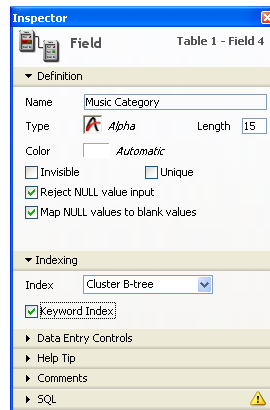 Inspector
Field
Table 1 - Field 4
Definition
Name Music Category
Type Alpha Length 15
Color Automatic
Invisible Unique
Reject NULL value input
Map NULL values to blank values
Indexing
Index Cluster B-tree
Keyword Index
Data Entry Controls
Help Tip
Comments
SQL